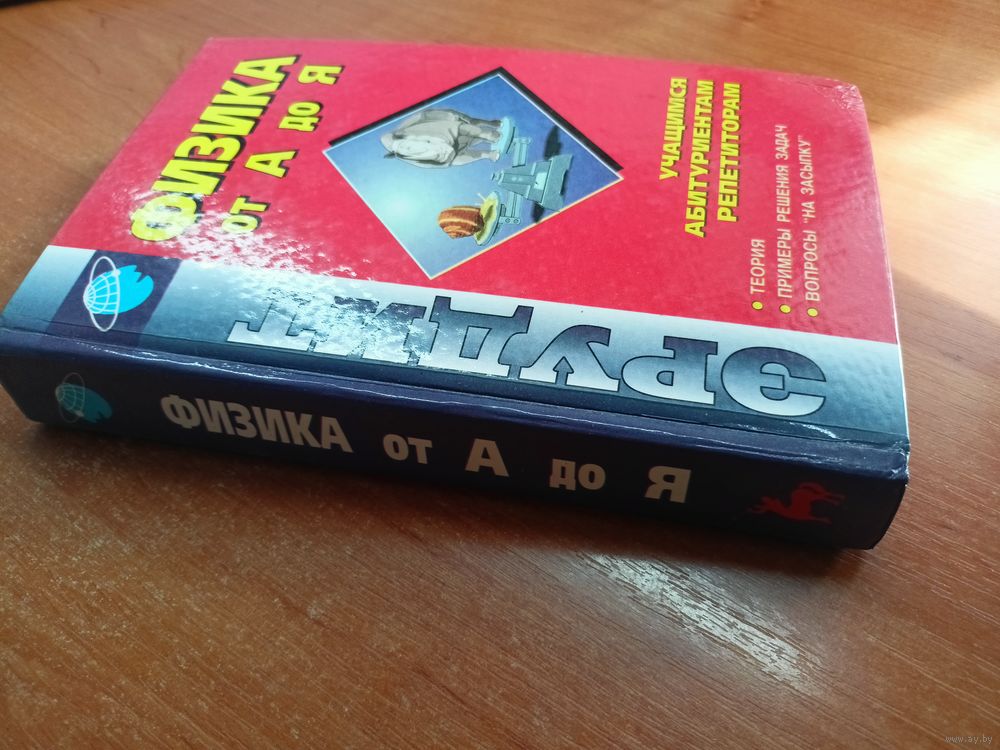 ФИЗИКА
от А до Я
УЧАЩИМСЯ
АБИТУРИЕНТАМ
РЕПЕТИТОРАМ
• ТЕОРИЯ
• ПРИМЕРЫ РЕШЕНИЯ ЗАДАЧ
• ВОПРОСЫ "НА ЗАСЫПКУ"
ЭРУДИТ
ФИЗИКА от А до Я
www.ay.by